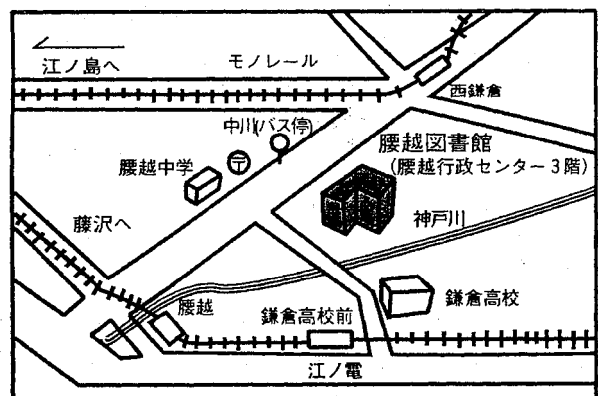 江ノ島へ
モノレール
西鎌倉
中川(バス停)
腰越図書館
(腰越行政センター3階)
腰越中学
〒
藤沢へ
神戸川
腰越
鎌倉高校前
鎌倉高校
江ノ電